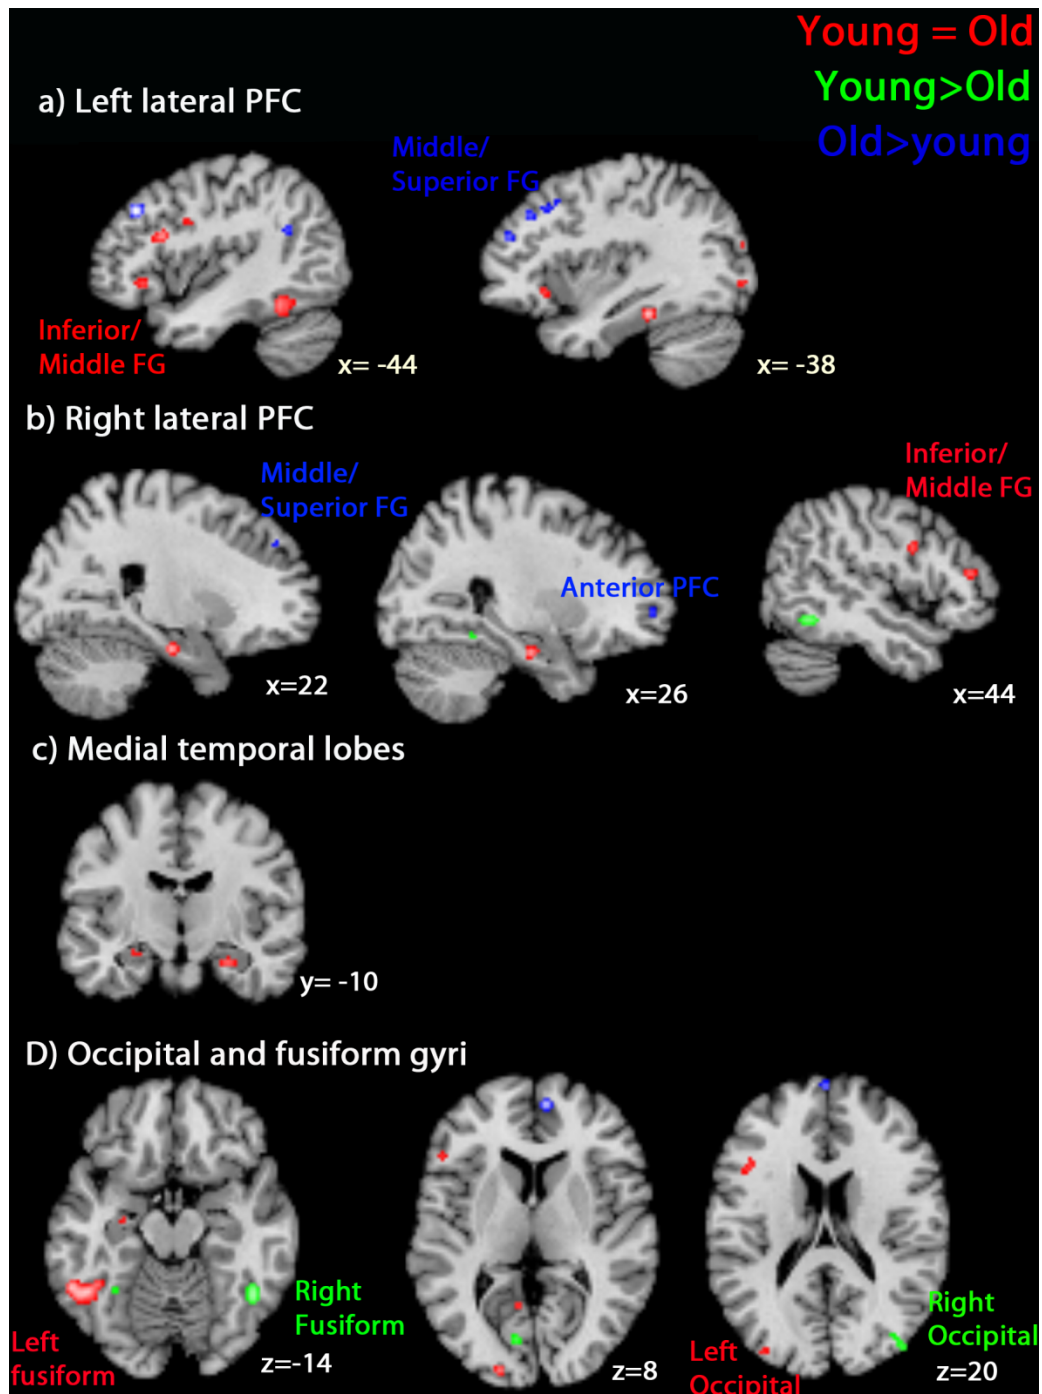 Young = Old
Young>Old
Old>young
a) Left lateral PFC
Middle/
Superior FG
Inferior/
Middle FG
x= -44
x= -38
b) Right lateral PFC
Middle/
Superior FG
Anterior PFC
Inferior/
Middle FG
x=22
x=26
x=44
c) Medial temporal lobes
y= -10
D) Occipital and fusiform gyri
Left
fusiform
Right
Fusiform
z=-14
z=8
Left
Occipital
Right
Occipital
z=20